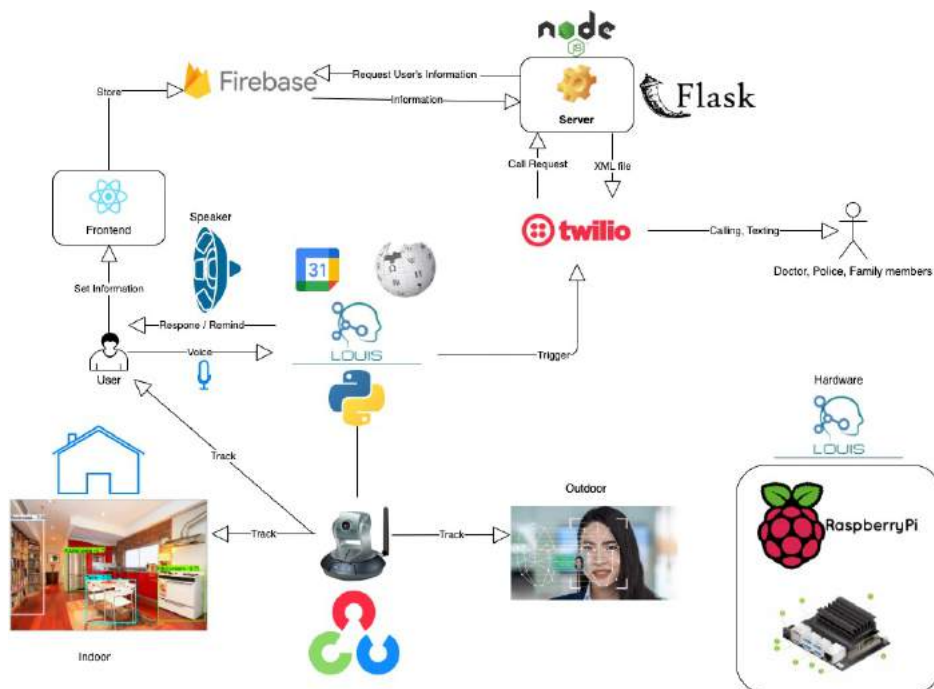 node
JS
Firebase
Request User's Information
Information
Store
Server
Flask
Call Request
XML file
Frontend
Speaker
31
twilio
Calling, Texting
Doctor, Police, Family members
Set Information
Respone / Remind
LOUIS
Voice
User
Trigger
Hardware
LOUIS
Track
Outdoor
Track
Track
RaspberryPi
Indoor